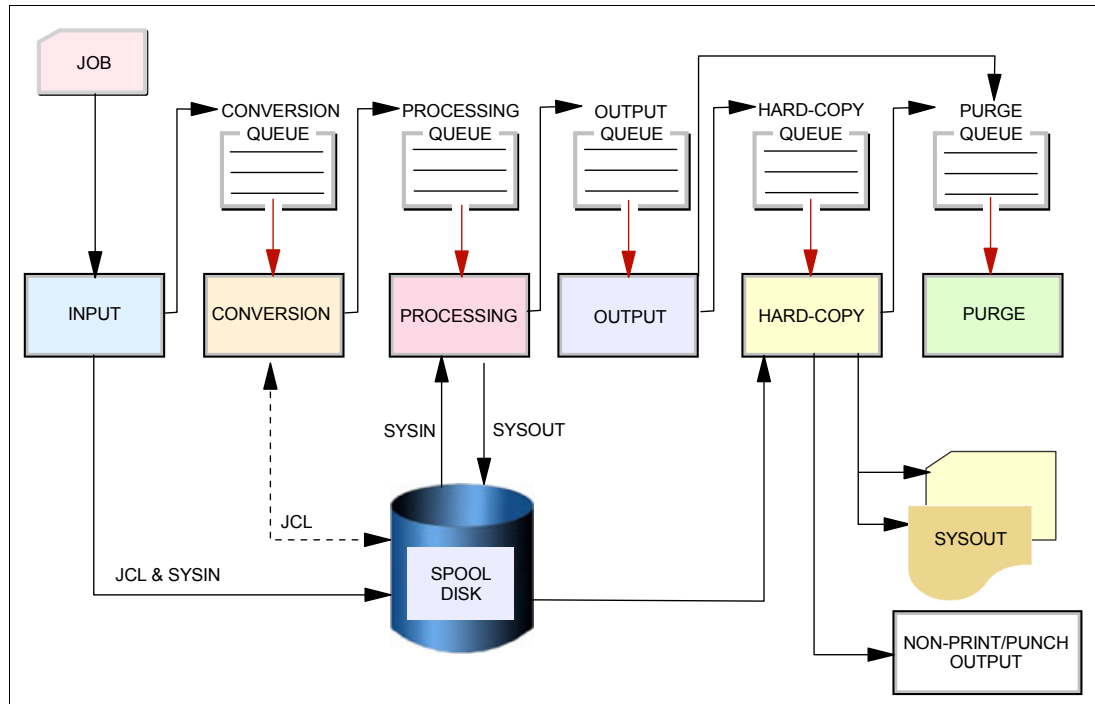 JOB
CONVERSION
QUEUE
PROCESSING
QUEUE
OUTPUT
QUEUE
HARD-COPY
QUEUE
PURGE
QUEUE
INPUT
CONVERSION
PROCESSING
OUTPUT
HARD-COPY
PURGE
SYSIN
SYSOUT
JCL
JCL & SYSIN
SPOOL
DISK
SYSOUT
NON-PRINT/PUNCH
OUTPUT